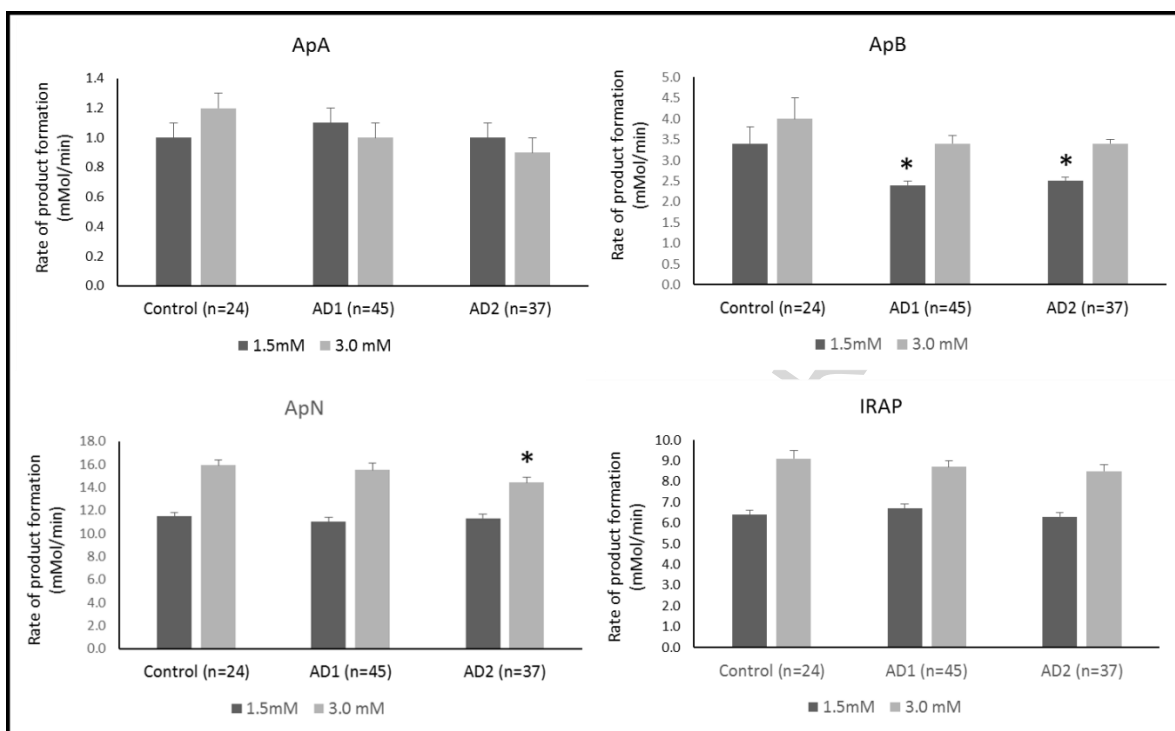 ApA
Rate of product formation
(mMol/min)
1.4
1.2
1.0
0.8
0.6
0.4
0.2
0.0
Control (n=24) AD1 (n=45) AD2 (n=37)
1.5mM 3.0 mM
ApB
Rate of product formation
(mMol/min)
5.0
4.5
4.0
3.5
3.0
2.5
2.0
1.5
1.0
0.5
0.0
* *
Control (n=24) AD1 (n=45) AD2 (n=37)
1.5mM 3.0 mM
ApN
Rate of product formation
(mMol/min)
18.0
16.0
14.0
12.0
10.0
8.0
6.0
4.0
2.0
0.0
*
Control (n=24) AD1 (n=45) AD2 (n=37)
1.5mM 3.0 mM
IRAP
Rate of product formation
(mMol/min)
10.0
9.0
8.0
7.0
6.0
5.0
4.0
3.0
2.0
1.0
0.0
Control (n=24) AD1 (n=45) AD2 (n=37)
1.5mM 3.0 mM